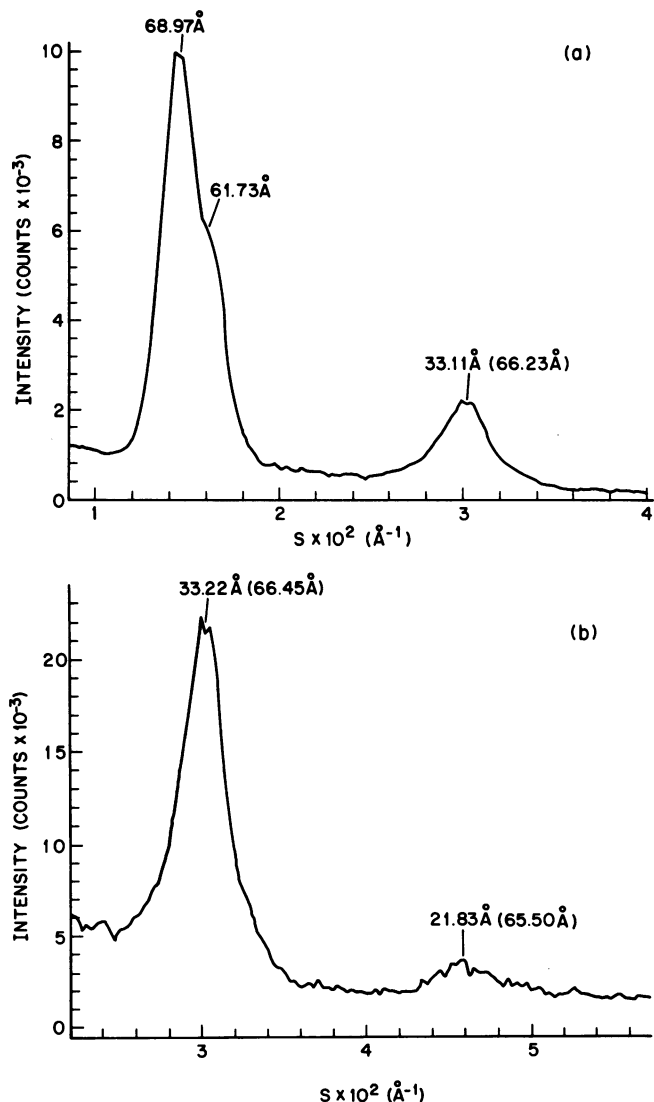 68.97Å
(a)
10
8
61.73Å
6
4
33.11Å (66.23Å)
2
0
1 2 3 4
S x 10² (Å⁻¹)
INTENSITY (COUNTS x 10⁻³)
33.22Å (66.45Å)
(b)
20
15
10
21.83Å (65.50Å)
5
0
3 4 5
S x 10² (Å⁻¹)
INTENSITY (COUNTS x 10⁻³)